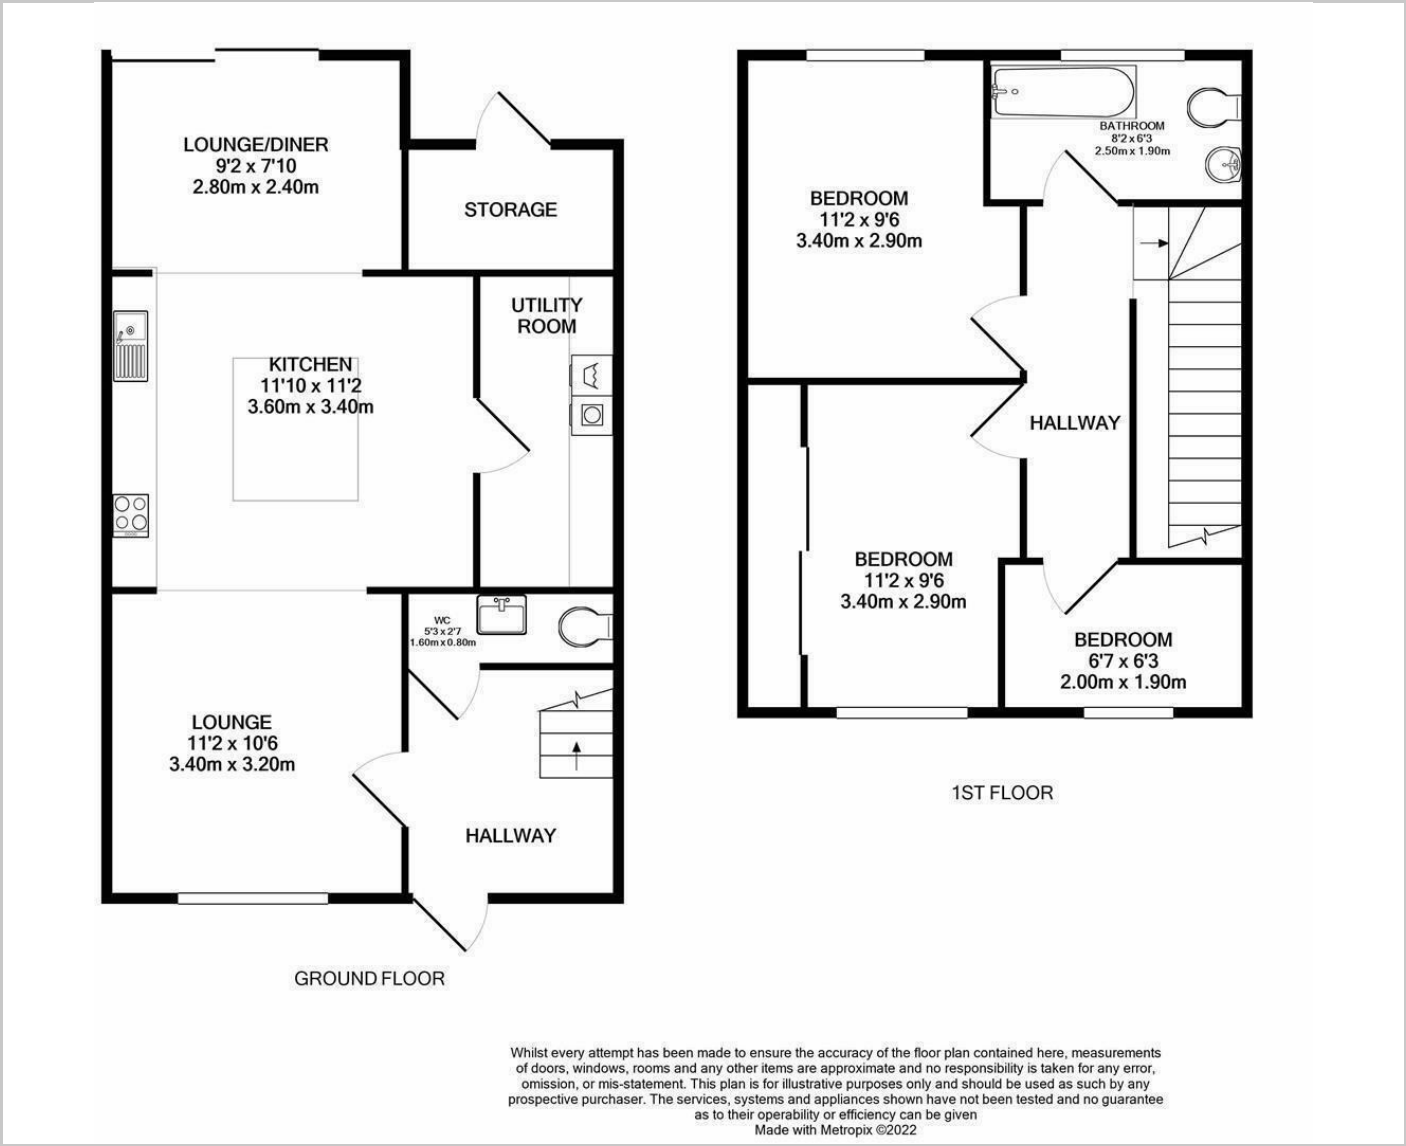 LOUNGE/DINER
9'2 x 7'10
2.80m x 2.40m
STORAGE
UTILITY
ROOM
KITCHEN
11'10 x 11'2
3.60m x 3.40m
WC
5'3 x 2'7
1.60m x 0.80m
LOUNGE
11'2 x 10'6
3.40m x 3.20m
HALLWAY
GROUND FLOOR
BATHROOM
8'2 x 6'3
2.50m x 1.90m
BEDROOM
11'2 x 9'6
3.40m x 2.90m
HALLWAY
BEDROOM
11'2 x 9'6
3.40m x 2.90m
BEDROOM
6'7 x 6'3
2.00m x 1.90m
1ST FLOOR
Whilst every attempt has been made to ensure the accuracy of the floor plan contained here, measurements
of doors, windows, rooms and any other items are approximate and no responsibility is taken for any error,
omission, or mis-statement. This plan is for illustrative purposes only and should be used as such by any
prospective purchaser. The services, systems and appliances shown have not been tested and no guarantee
as to their operability or efficiency can be given
Made with Metropix ©2022